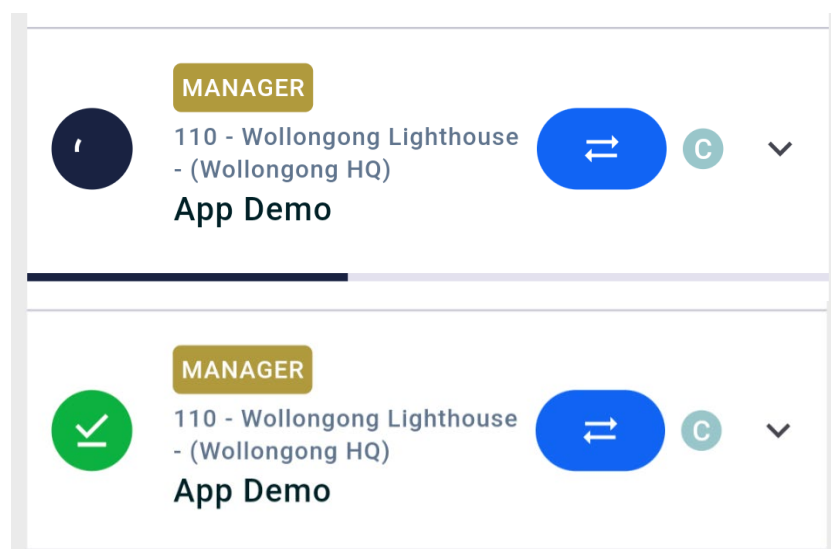 MANAGER
110 - Wollongong Lighthouse
- (Wollongong HQ)
App Demo
C
MANAGER
110 - Wollongong Lighthouse
- (Wollongong HQ)
App Demo
C